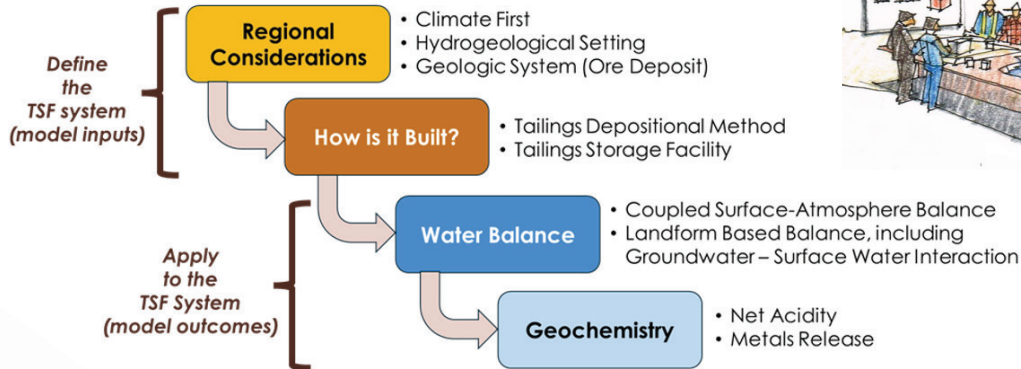 Regional
Considerations
• Climate First
• Hydrogeological Setting
• Geologic System (Ore Deposit)
Define
the
TSF system
(model inputs)
How is it Built?
• Tailings Depositional Method
• Tailings Storage Facility
Water Balance
• Coupled Surface-Atmosphere Balance
• Landform Based Balance, including
Groundwater – Surface Water Interaction
Apply
to the
TSF System
(model outcomes)
Geochemistry
• Net Acidity
• Metals Release